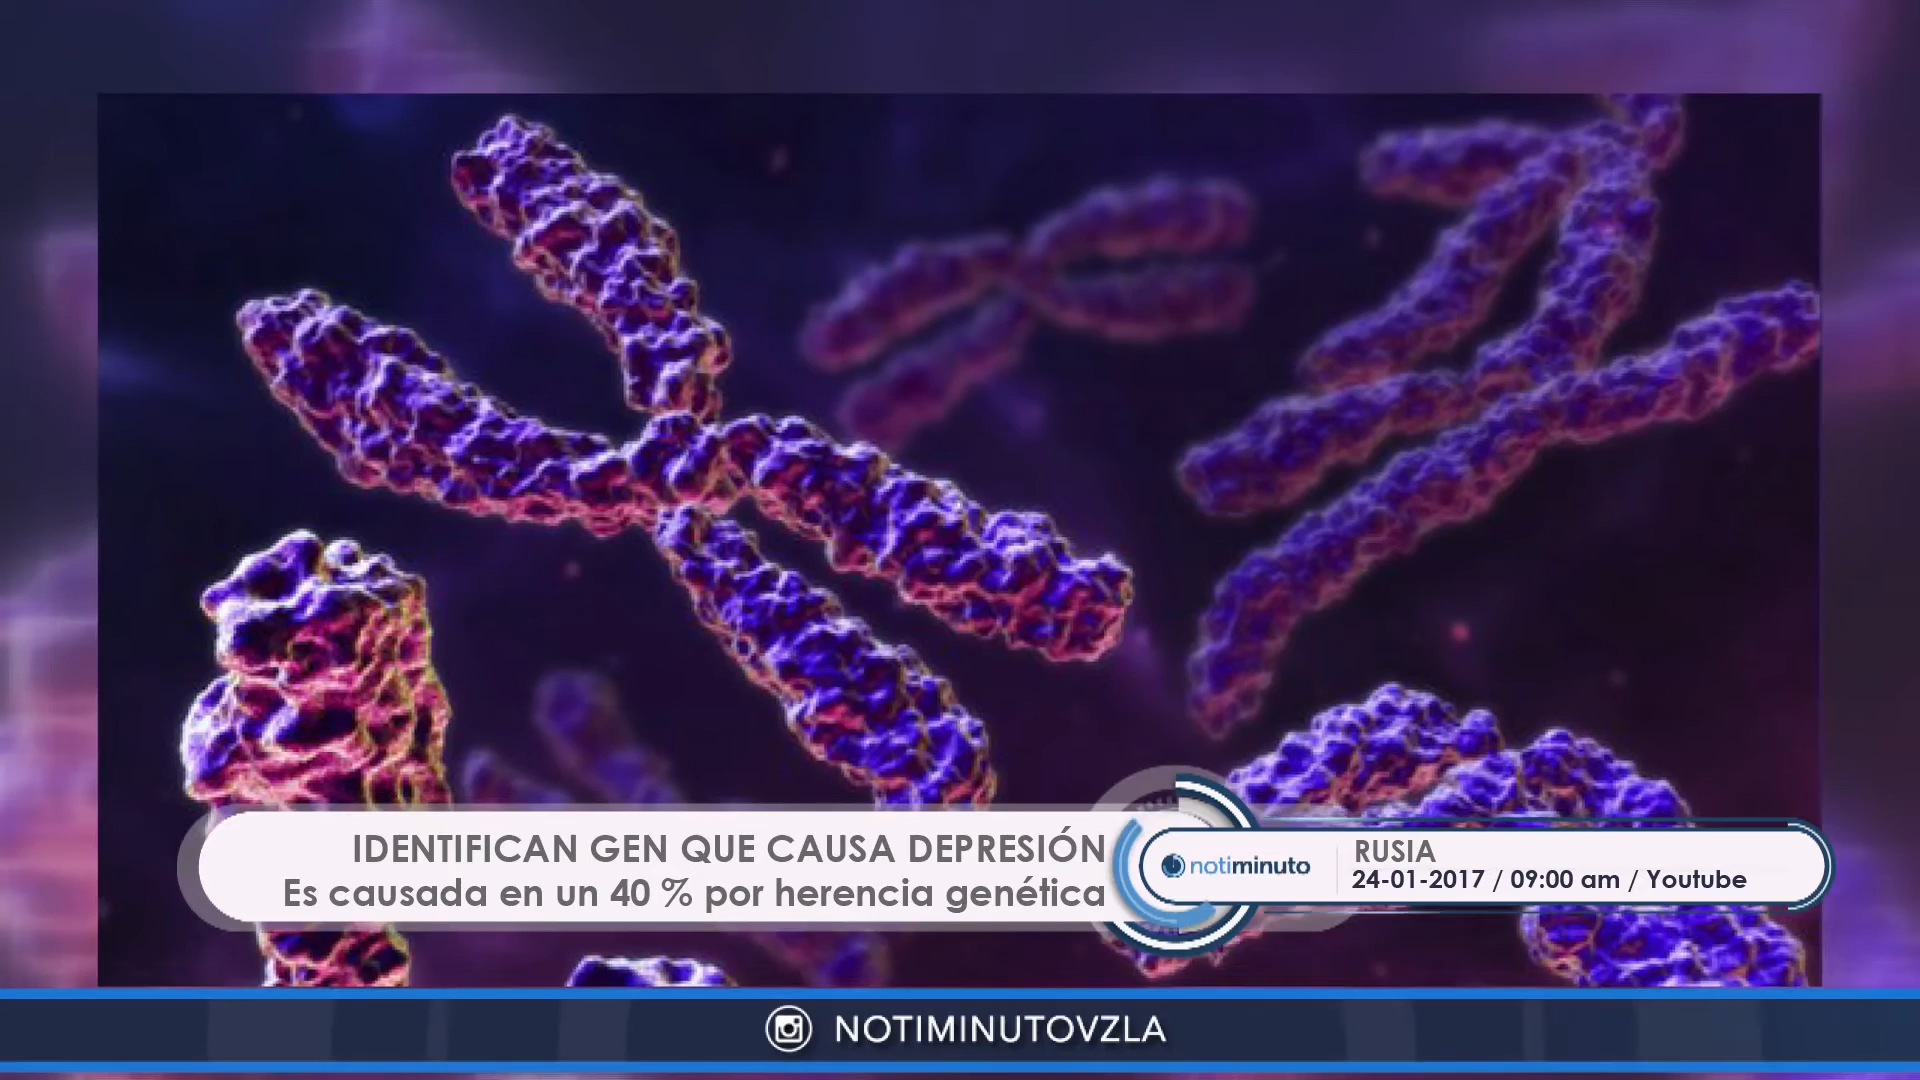 IDENTIFICAN GEN QUE CAUSA DEPRESIÓN
Es causada en un 40 % por herencia genética
notiminuto
RUSIA
24-01-2017 / 09:00 am / Youtube
NOTIMINUTOVZLA